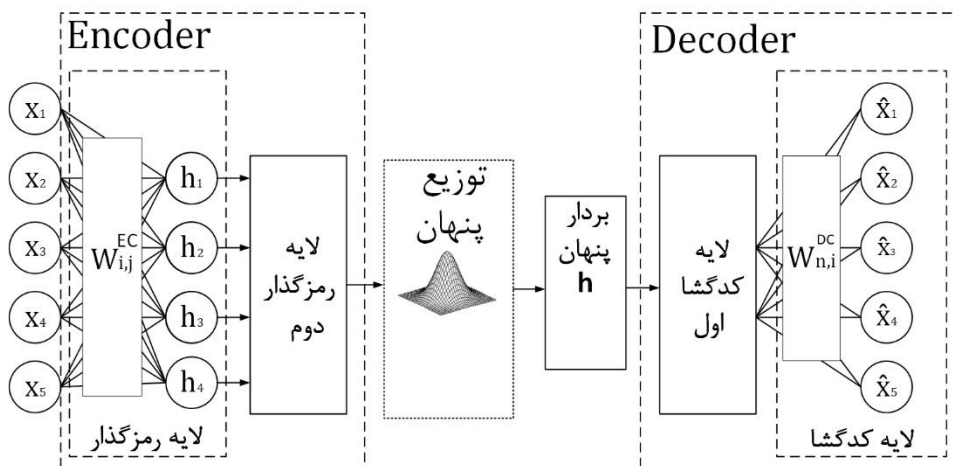 Encoder
Decoder
x1
x2
x3
x4
x5
W i,j EC
h1
h2
h3
h4
لایه رمزگذار
لایه
رمزگذار
دوم
توزیع
پنهان
بردار
پنهان
h
لایه
کدگشا
اول
W n,i DC
x̂1
x̂2
x̂3
x̂4
x̂5
لایه کدگشا